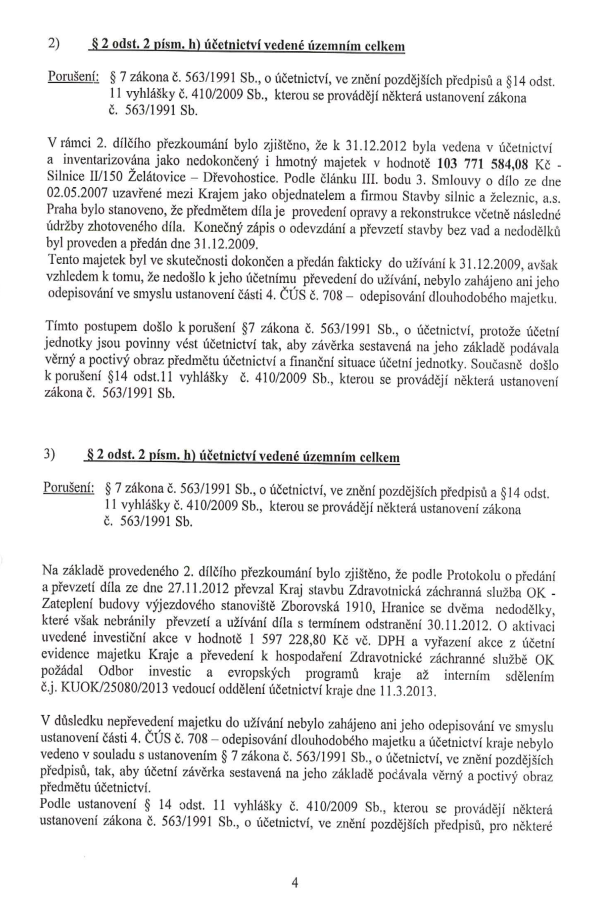 2) § 2 odst. 2 písm. h) účetnictví vedené územním celkem
Porušení: § 7 zákona č. 563/1991 Sb., o účetnictví, ve znění pozdějších předpisů a §14 odst.
11 vyhlášky č. 410/2009 Sb., kterou se provádějí některá ustanovení zákona
č. 563/1991 Sb.
V rámci 2. dílčího přezkoumání bylo zjištěno, že k 31.12.2012 byla vedena v účetnictví
a inventarizována jako nedokončený i hmotný majetek v hodnotě 103 771 584,08 Kč -
Silnice II/150 Želátovice – Dřevohostice. Podle článku III. bodu 3. Smlouvy o dílo ze dne
02.05.2007 uzavřené mezi Krajem jako objednatelem a firmou Stavby silnic a železnic, a.s.
Praha bylo stanoveno, že předmětem díla je provedení opravy a rekonstrukce včetně následné
údržby zhotoveného díla. Konečný zápis o odevzdání a převzetí stavby bez vad a nedodělků
byl proveden a předán dne 31.12.2009.
Tento majetek byl ve skutečnosti dokončen a předán fakticky do užívání k 31.12.2009, avšak
vzhledem k tomu, že nedošlo k jeho účetnímu převedení do užívání, nebylo zahájeno ani jeho
odepisování ve smyslu ustanovení části 4. ČÚS č. 708 – odepisování dlouhodobého majetku.
Tímto postupem došlo k porušení §7 zákona č. 563/1991 Sb., o účetnictví, protože účetní
jednotky jsou povinny vést účetnictví tak, aby závěrka sestavená na jeho základě podávala
věrný a poctivý obraz předmětu účetnictví a finanční situace účetní jednotky. Současně došlo
k porušení §14 odst.11 vyhlášky č. 410/2009 Sb., kterou se provádějí některá ustanovení
zákona č. 563/1991 Sb.
3) § 2 odst. 2 písm. h) účetnictví vedené územním celkem
Porušení: § 7 zákona č. 563/1991 Sb., o účetnictví, ve znění pozdějších předpisů a §14 odst.
11 vyhlášky č. 410/2009 Sb., kterou se provádějí některá ustanovení zákona
č. 563/1991 Sb.
Na základě provedeného 2. dílčího přezkoumání bylo zjištěno, že podle Protokolu o předání
a převzetí díla ze dne 27.11.2012 převzal Kraj stavbu Zdravotnická záchranná služba OK -
Zateplení budovy výjezdového stanoviště Zborovská 1910, Hranice se dvěma nedodělky,
které však nebránily převzetí a užívání díla s termínem odstranění 30.11.2012. O aktivaci
uvedené investiční akce v hodnotě 1 597 228,80 Kč vč. DPH a vyřazení akce z účetní
evidence majetku Kraje a převedení k hospodaření Zdravotnické záchranné službě OK
požádal Odbor investic a evropských programů kraje až interním sdělením
č.j. KUOK/25080/2013 vedoucí oddělení účetnictví kraje dne 11.3.2013.
V důsledku nepřevedení majetku do užívání nebylo zahájeno ani jeho odepisování ve smyslu
ustanovení části 4. ČÚS č. 708 – odepisování dlouhodobého majetku a účetnictví kraje nebylo
vedeno v souladu s ustanovením § 7 zákona č. 563/1991 Sb., o účetnictví, ve znění pozdějších
předpisů, tak, aby účetní závěrka sestavená na jeho základě podávala věrný a poctivý obraz
předmětu účetnictví.
Podle ustanovení § 14 odst. 11 vyhlášky č. 410/2009 Sb., kterou se provádějí některá
ustanovení zákona č. 563/1991 Sb., o účetnictví, ve znění pozdějších předpisů, pro některé
4